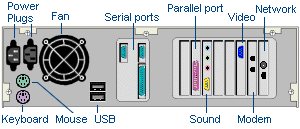 Power
Plugs
Fan
Serial ports
Parallel port
Video
Network
Keyboard
Mouse
USB
Sound
Modem